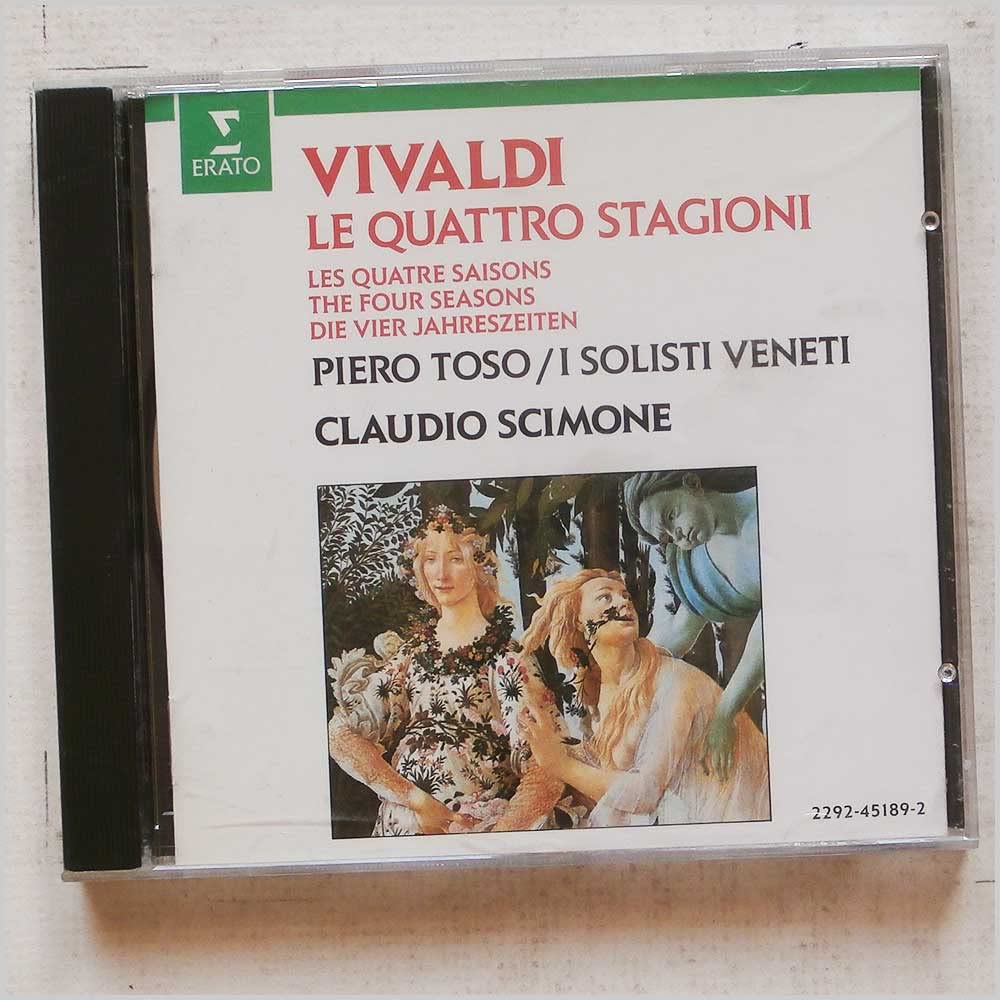 Σ
ERATO
VIVALDI
LE QUATTRO STAGIONI
LES QUATRE SAISONS
THE FOUR SEASONS
DIE VIER JAHRESZEITEN
PIERO TOSO/I SOLISTI VENETI
CLAUDIO SCIMONE
2292-45189-2